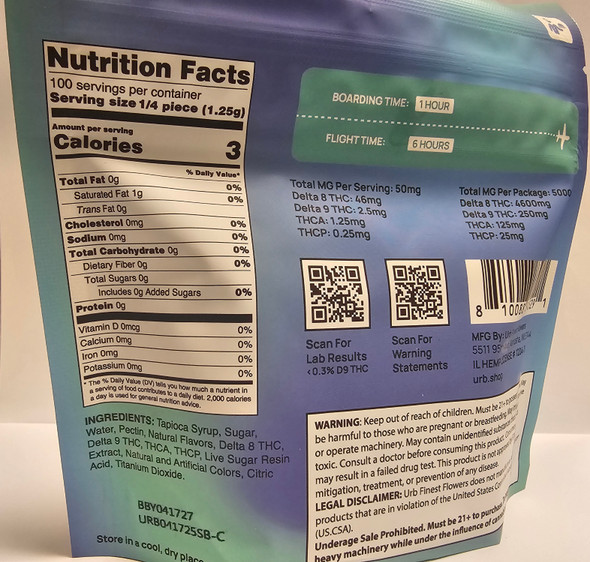 Nutrition Facts
100 servings per container
Serving size 1/4 piece (1.25g)
Amount per serving
Calories 3
% Daily Value*
Total Fat 0g 0%
Saturated Fat 1g 0%
Trans Fat 0g
Cholesterol 0mg 0%
Sodium 0mg 0%
Total Carbohydrate 0g 0%
Dietary Fiber 0g 0%
Total Sugars 0g
Includes 0g Added Sugars 0%
Protein 0g
Vitamin D 0mcg 0%
Calcium 0mg 0%
Iron 0mg 0%
Potassium 0mg 0%
* The % Daily Value (DV) tells you how much a nutrient in
a serving of food contributes to a daily diet. 2,000 calories
a day is used for general nutrition advice.
INGREDIENTS: Tapioca Syrup, Sugar,
Water, Pectin, Natural Flavors, Delta 8 THC,
Delta 9 THC, THCA, THCP, Live Sugar Resin
Extract, Natural and Artificial Colors, Citric
Acid, Titanium Dioxide.
BBY041727
URB041725SB-C
Store in a cool, dry place
BOARDING TIME: 1 HOUR
FLIGHT TIME: 6 HOURS
Total MG Per Serving: 50mg
Delta 8 THC: 46mg
Delta 9 THC: 2.5mg
THCA: 1.25mg
THCP: 0.25mg
Total MG Per Package: 5000
Delta 8 THC: 4600mg
Delta 9 THC: 250mg
THCA: 125mg
THCP: 25mg
Scan For
Lab Results
<0.3% D9 THC
Scan For
Warning
Statements
8
1
MFG By:
5511 95
IL HEMP
urb.shop
WARNING: Keep out of reach of children. Must be 21+
be harmful to those who are pregnant or breastfeeding,
or operate machinery. May contain unidentified
toxic. Consult a doctor before consuming this product.
may result in a failed drug test. This product is not
mitigation, treatment, or prevention of any disease.
LEGAL DISCLAIMER: Urb Finest Flowers does not
products that are in violation of the United States
(US.CSA).
Underage Sale Prohibited. Must be 21+ to purchase
heavy machinery while under the influence of